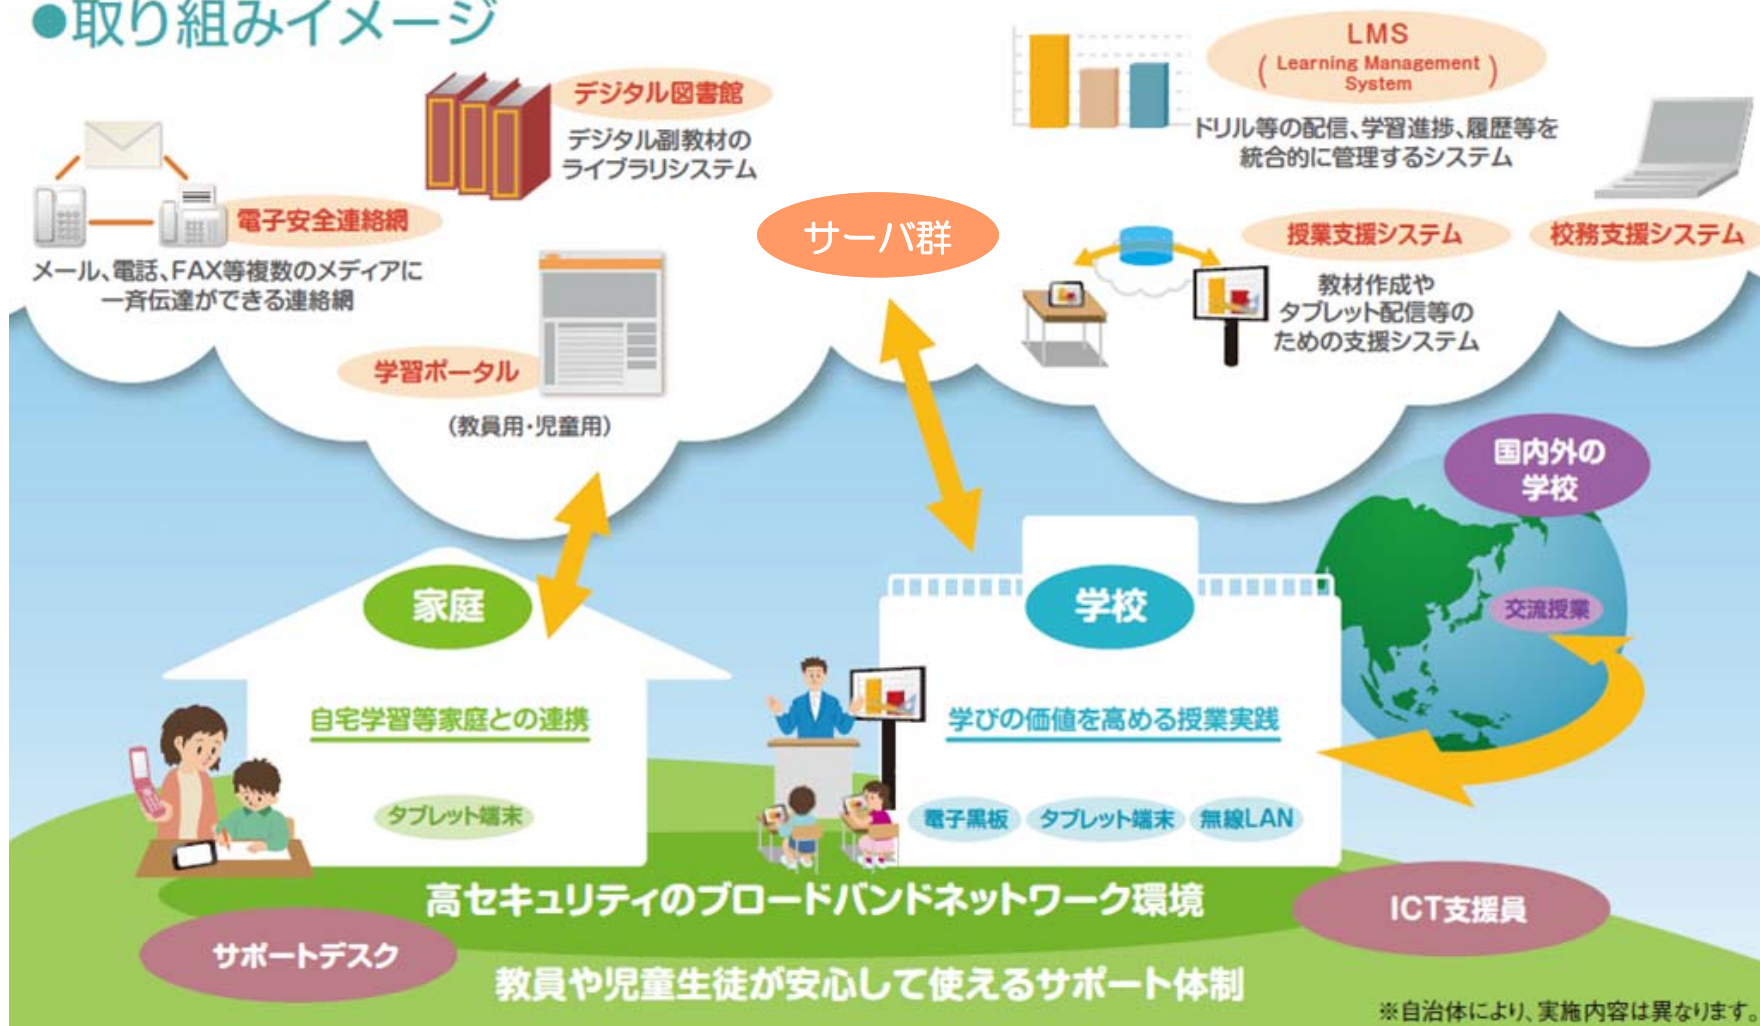 ●取り組みイメージ
デジタル図書館
デジタル副教材の
ライブラリシステム
電子安全連絡網
メール、電話、FAX等複数のメディアに
一斉伝達ができる連絡網
学習ポータル
(教員用・児童用)
サーバ群
LMS
( Learning Management
System )
ドリル等の配信、学習進捗、履歴等を
統合的に管理するシステム
授業支援システム
教材作成や
タブレット配信等の
ための支援システム
校務支援システム
国内外の
学校
交流授業
家庭
自宅学習等家庭との連携
タブレット端末
学校
学びの価値を高める授業実践
電子黒板
タブレット端末
無線LAN
高セキュリティのブロードバンドネットワーク環境
サポートデスク
ICT支援員
教員や児童生徒が安心して使えるサポート体制
※自治体により、実施内容は異なります。